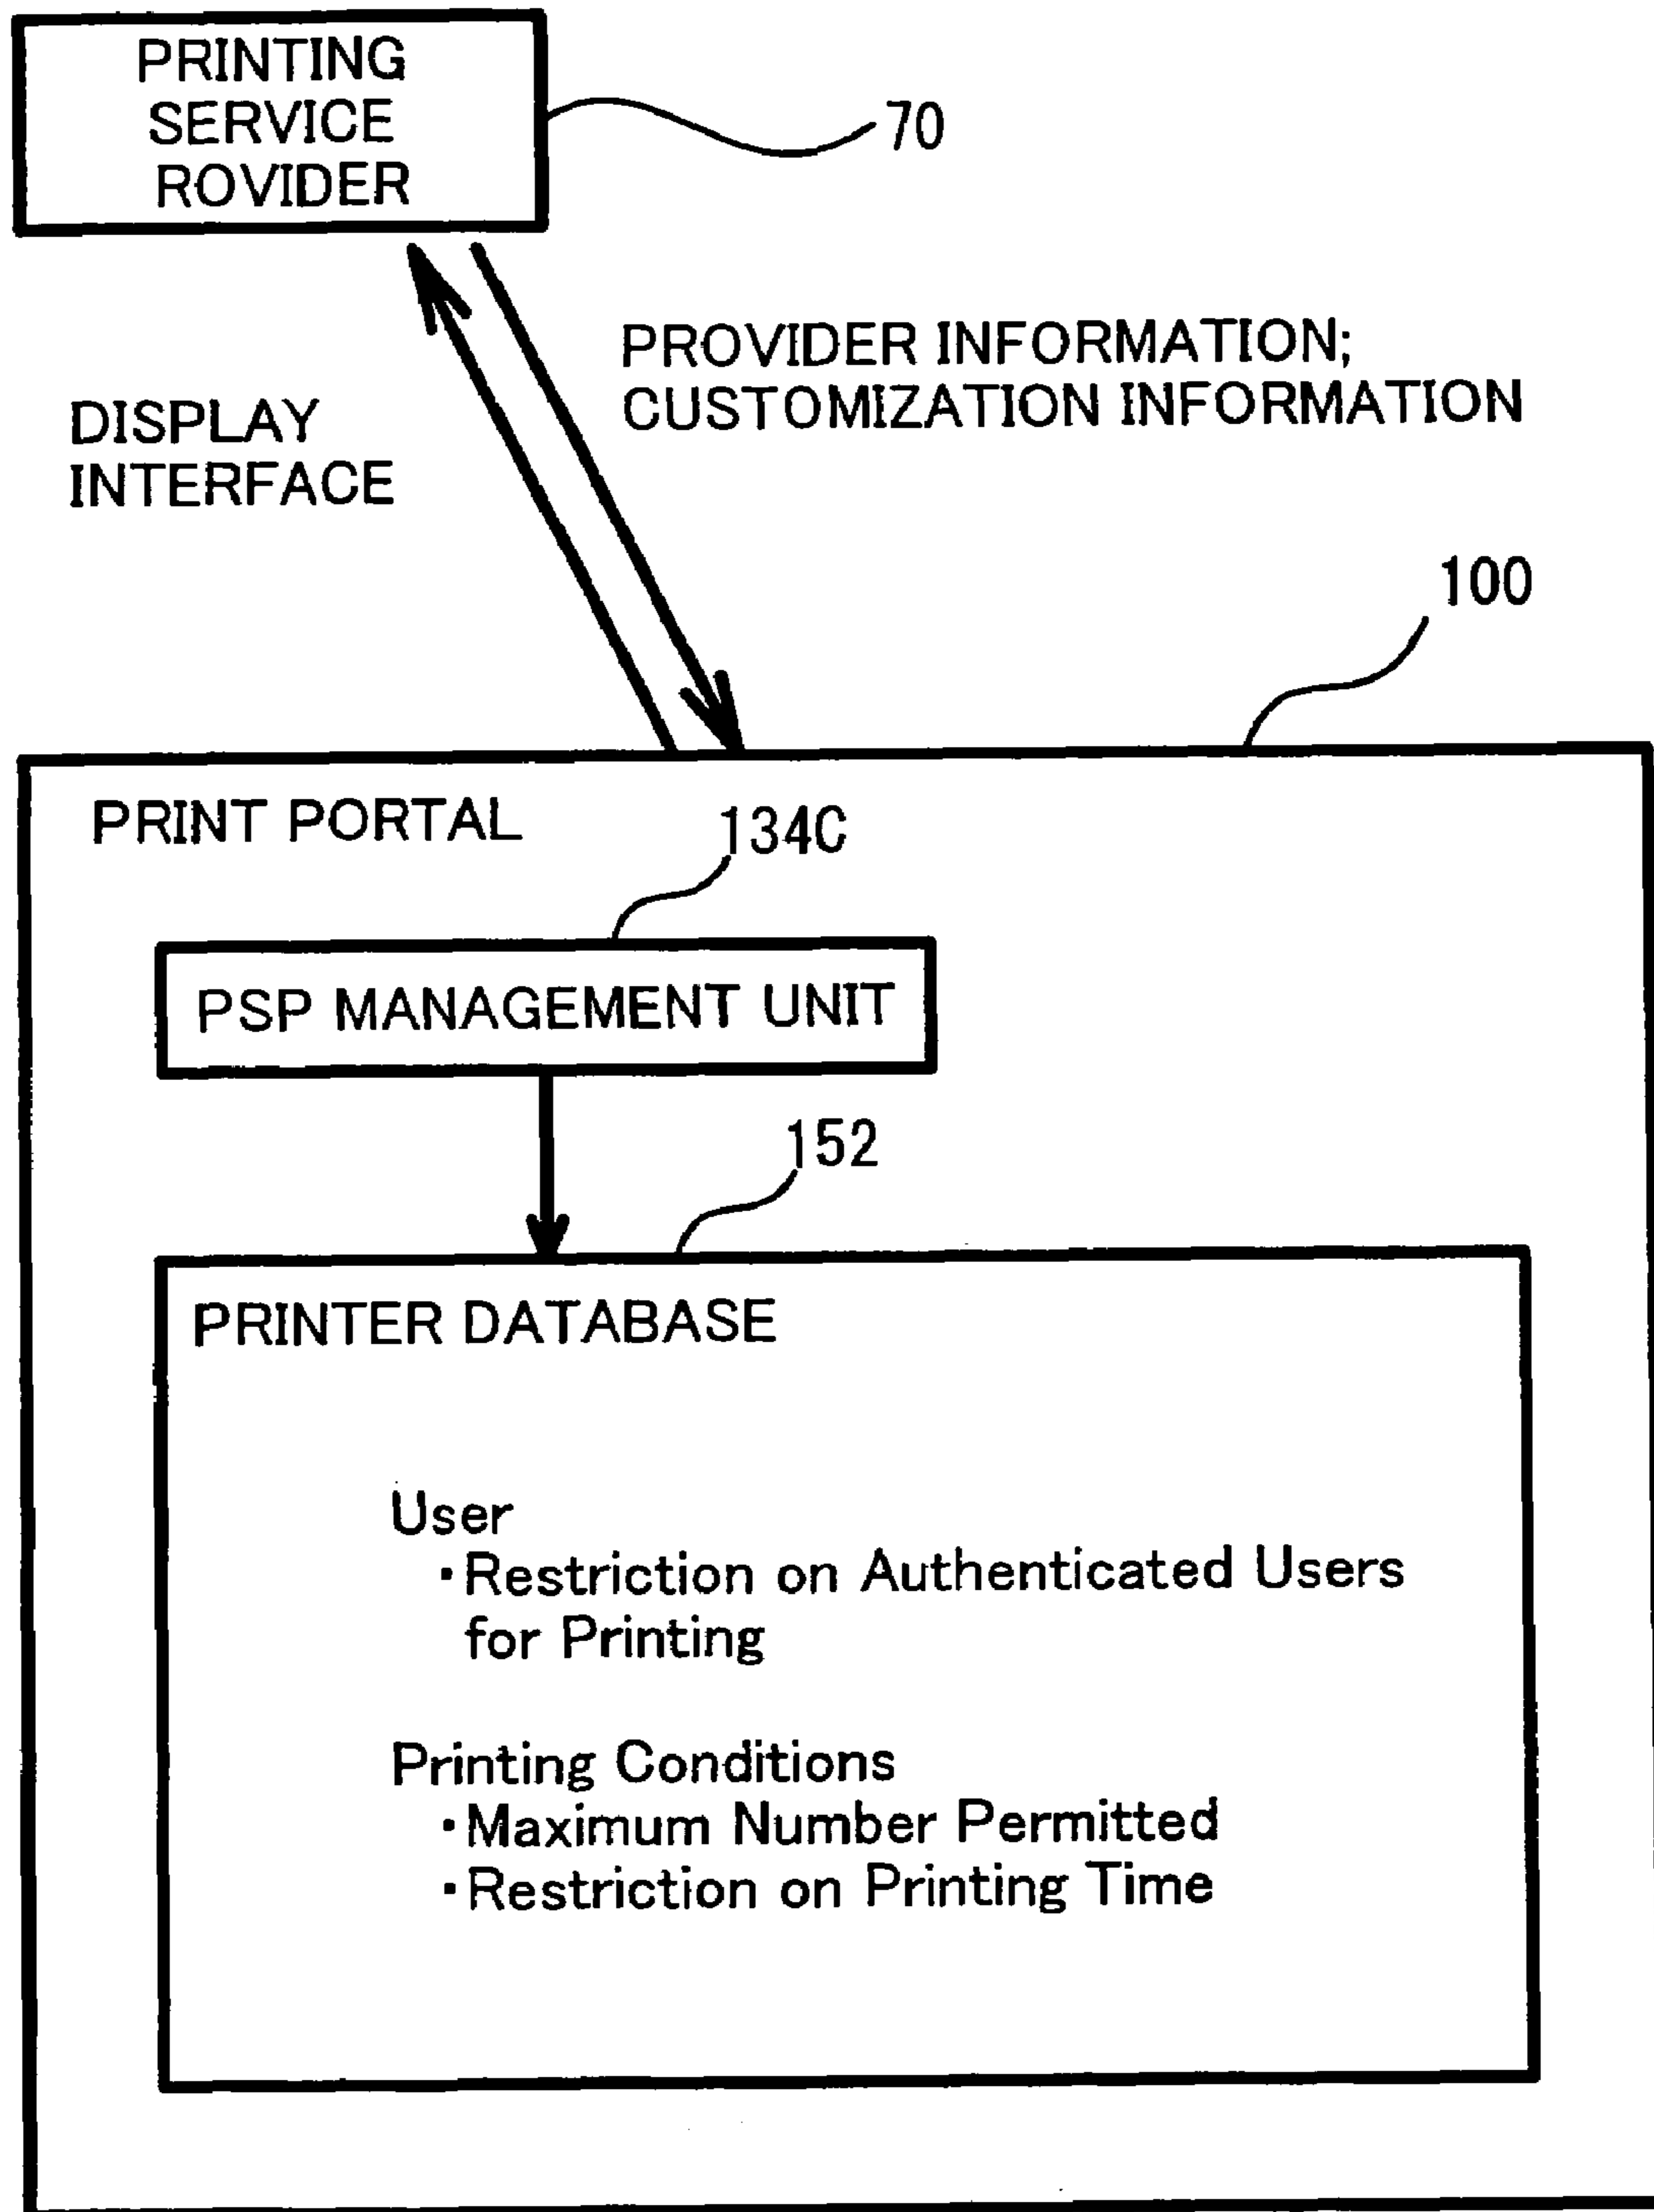 PRINTING
SERVICE
ROVIDER
70
PROVIDER INFORMATION;
CUSTOMIZATION INFORMATION
DISPLAY
INTERFACE
100
PRINT PORTAL
134C
PSP MANAGEMENT UNIT
152
PRINTER DATABASE
User
・Restriction on Authenticated Users
for Printing
Printing Conditions
・Maximum Number Permitted
・Restriction on Printing Time